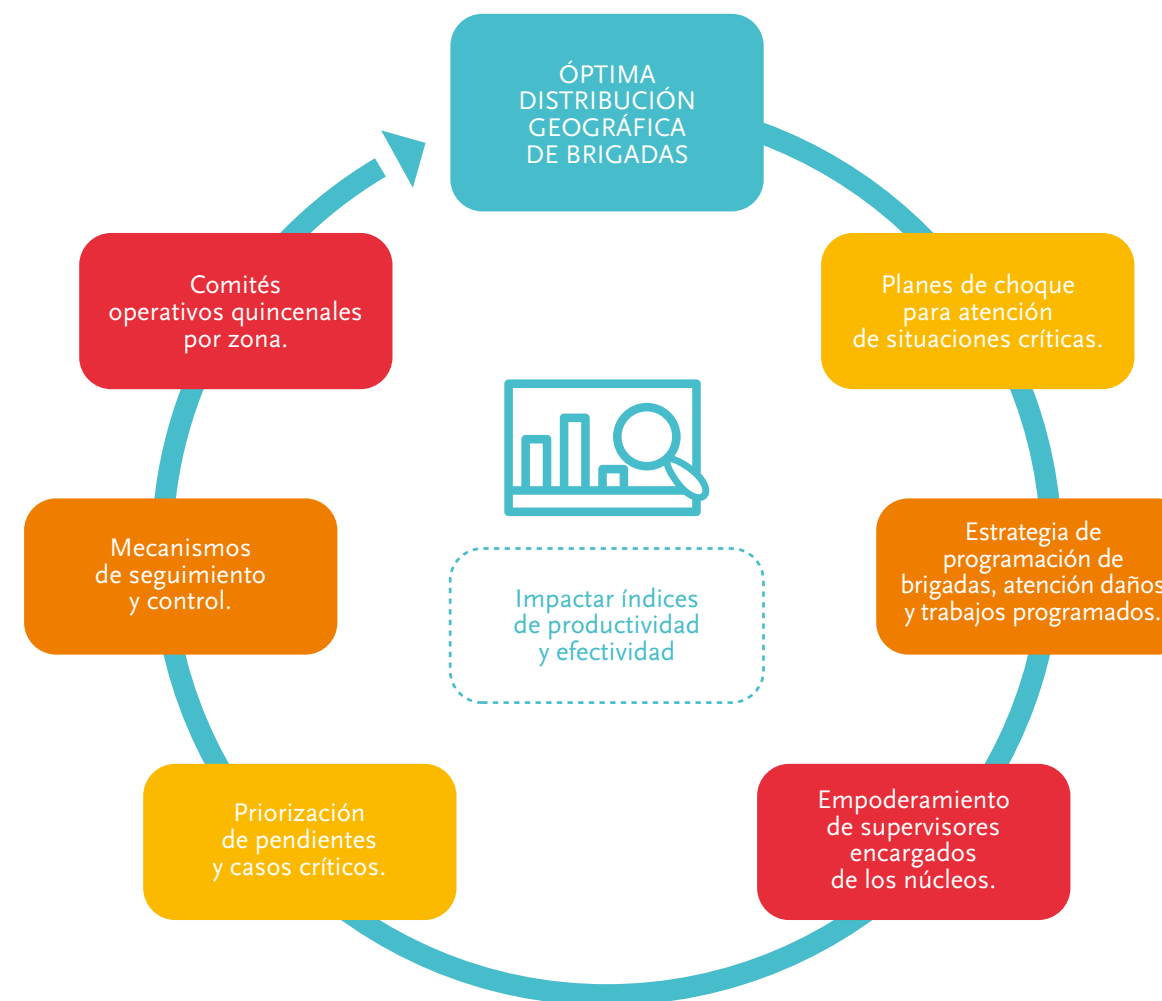 ÓPTIMA
DISTRIBUCIÓN
GEOGRÁFICA
DE BRIGADAS
Planes de choque
para atención
de situaciones críticas.
Estrategia de
programación de
brigadas, atención daños
y trabajos programados.
Empoderamiento
de supervisores
encargados
de los núcleos.
Priorización
de pendientes
y casos críticos.
Mecanismos
de seguimiento
y control.
Comités
operativos quincenales
por zona.
Impactar índices
de productividad
y efectividad